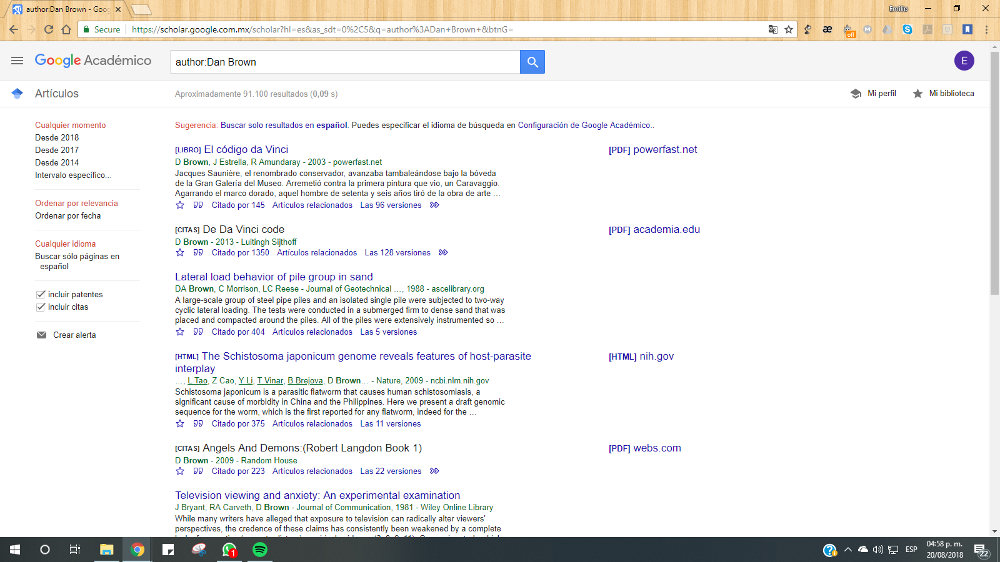 author:Dan Brown - Goog
Emilio
Secure
https://scholar.google.com.mx/scholar?hl=es&as_sdt=0%2C5&q=author%3ADan+Brown+&btnG=
æ
off
M
S
Google Académico
author:Dan Brown
E
Artículos
Aproximadamente 91.100 resultados (0,09 s)
Mi perfil
Mi biblioteca
Cualquier momento
Desde 2018
Desde 2017
Desde 2014
Intervalo específico...
Ordenar por relevancia
Ordenar por fecha
Cualquier idioma
Buscar sólo páginas en
español
incluir patentes
incluir citas
Crear alerta
Sugerencia: Buscar solo resultados en español. Puedes especificar el idioma de búsqueda en Configuración de Google Académico..
[LIBRO] El código da Vinci
[PDF] powerfast.net
D Brown, J Estrella, R Amundaray - 2003 - powerfast.net
Jacques Saunière, el renombrado conservador, avanzaba tambaleándose bajo la bóveda
de la Gran Galería del Museo. Arremetió contra la primera pintura que vio, un Caravaggio.
Agarrando el marco dorado, aquel hombre de setenta y seis años tiró de la obra de arte …
Citado por 145 Artículos relacionados Las 96 versiones
[CITAS] De Da Vinci code
[PDF] academia.edu
D Brown - 2013 - Luitingh Sijthoff
Citado por 1350 Artículos relacionados Las 128 versiones
Lateral load behavior of pile group in sand
DA Brown, C Morrison, LC Reese - Journal of Geotechnical …, 1988 - ascelibrary.org
A large-scale group of steel pipe piles and an isolated single pile were subjected to two-way
cyclic lateral loading. The tests were conducted in a submerged firm to dense sand that was
placed and compacted around the piles. All of the piles were extensively instrumented so …
Citado por 404 Artículos relacionados Las 5 versiones
[HTML] The Schistosoma japonicum genome reveals features of host-parasite
interplay
[HTML] nih.gov
…, L Tao, Z Cao, Y Li, T Vinar, B Brejova, D Brown… - Nature, 2009 - ncbi.nlm.nih.gov
Schistosoma japonicum is a parasitic flatworm that causes human schistosomiasis, a
significant cause of morbidity in China and the Philippines. Here we present a draft genomic
sequence for the worm, which is the first reported for any flatworm, indeed for the …
Citado por 375 Artículos relacionados Las 11 versiones
[CITAS] Angels And Demons:(Robert Langdon Book 1)
[PDF] webs.com
D Brown - 2009 - Random House
Citado por 223 Artículos relacionados Las 22 versiones
Television viewing and anxiety: An experimental examination
J Bryant, RA Carveth, D Brown - Journal of Communication, 1981 - Wiley Online Library
While many writers have alleged that exposure to television can radically alter viewers'
perspectives, the credence of these claims has consistently been weakened by a complete
1
ESP
04:58 p. m.
20/08/2018
22